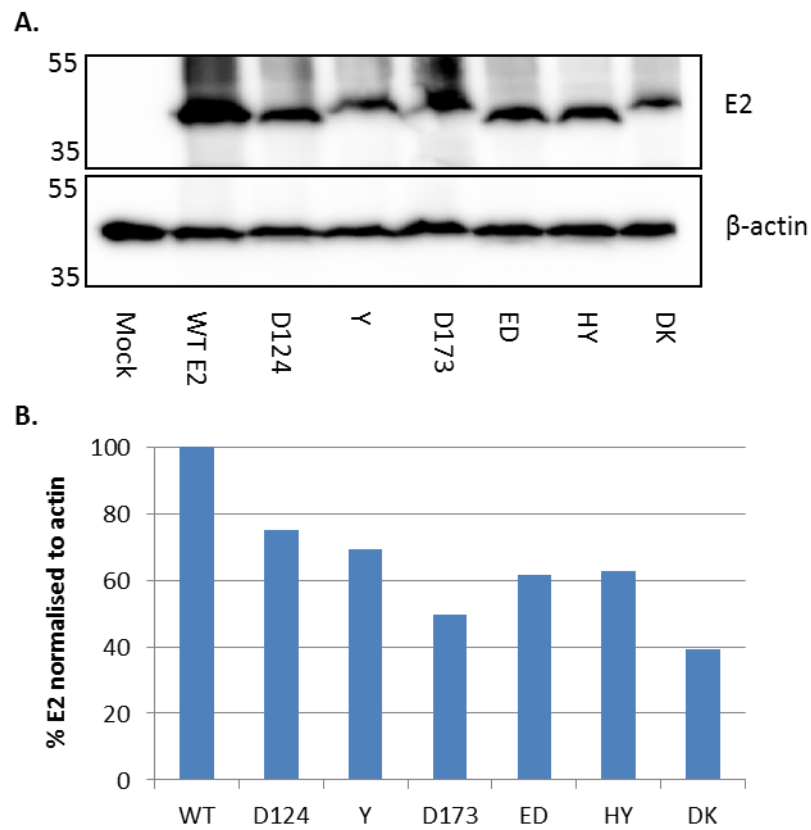 A.
55
E2
35
55
β-actin
35
Mock
WT E2
D124
Y
D173
ED
HY
DK
B.
% E2 normalised to actin
100
80
60
40
20
0
WT D124 Y D173 ED HY DK